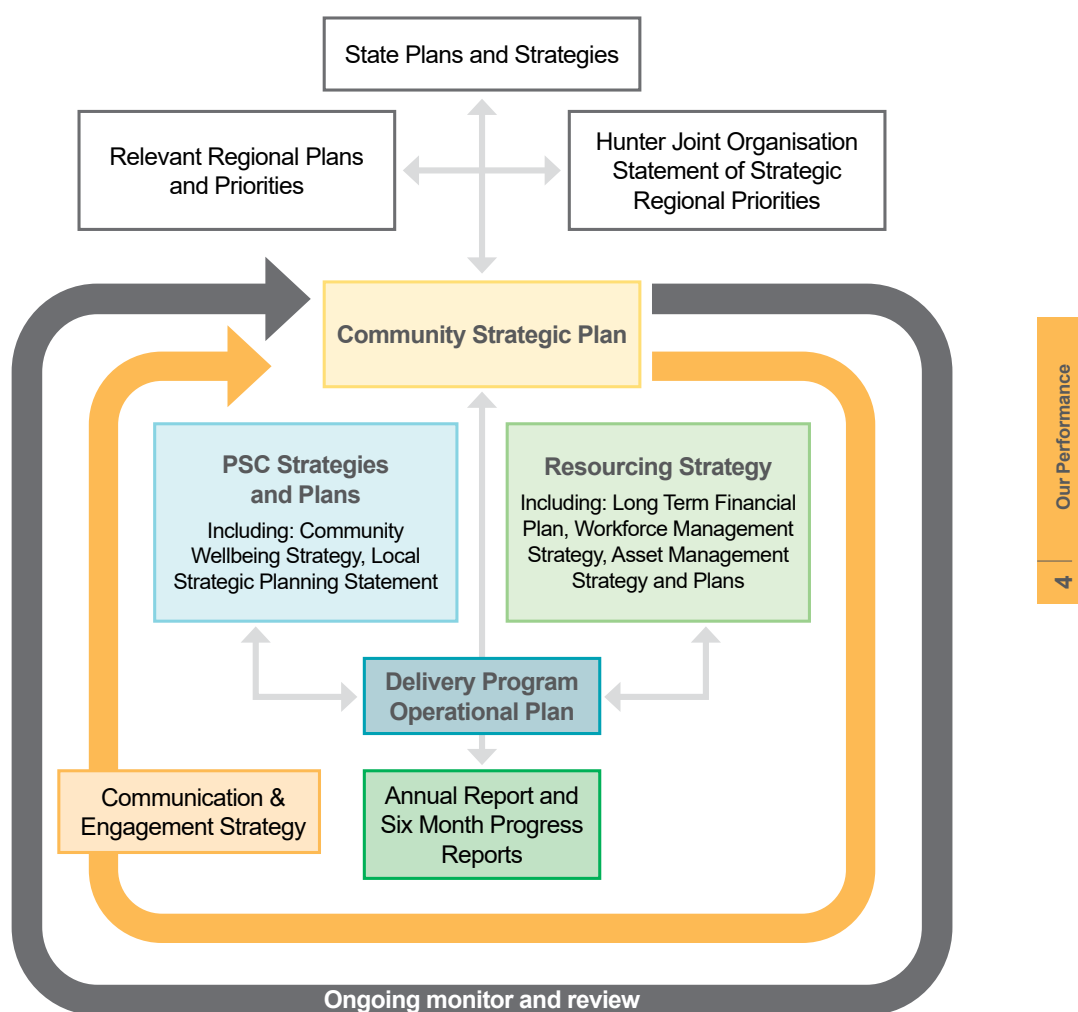 State Plans and Strategies
Relevant Regional Plans
and Priorities
Hunter Joint Organisation
Statement of Strategic
Regional Priorities
Community Strategic Plan
PSC Strategies
and Plans
Including: Community
Wellbeing Strategy, Local
Strategic Planning Statement
Resourcing Strategy
Including: Long Term Financial
Plan, Workforce Management
Strategy, Asset Management
Strategy and Plans
Delivery Program
Operational Plan
Communication &
Engagement Strategy
Annual Report and
Six Month Progress
Reports
Ongoing monitor and review
Our Performance
4